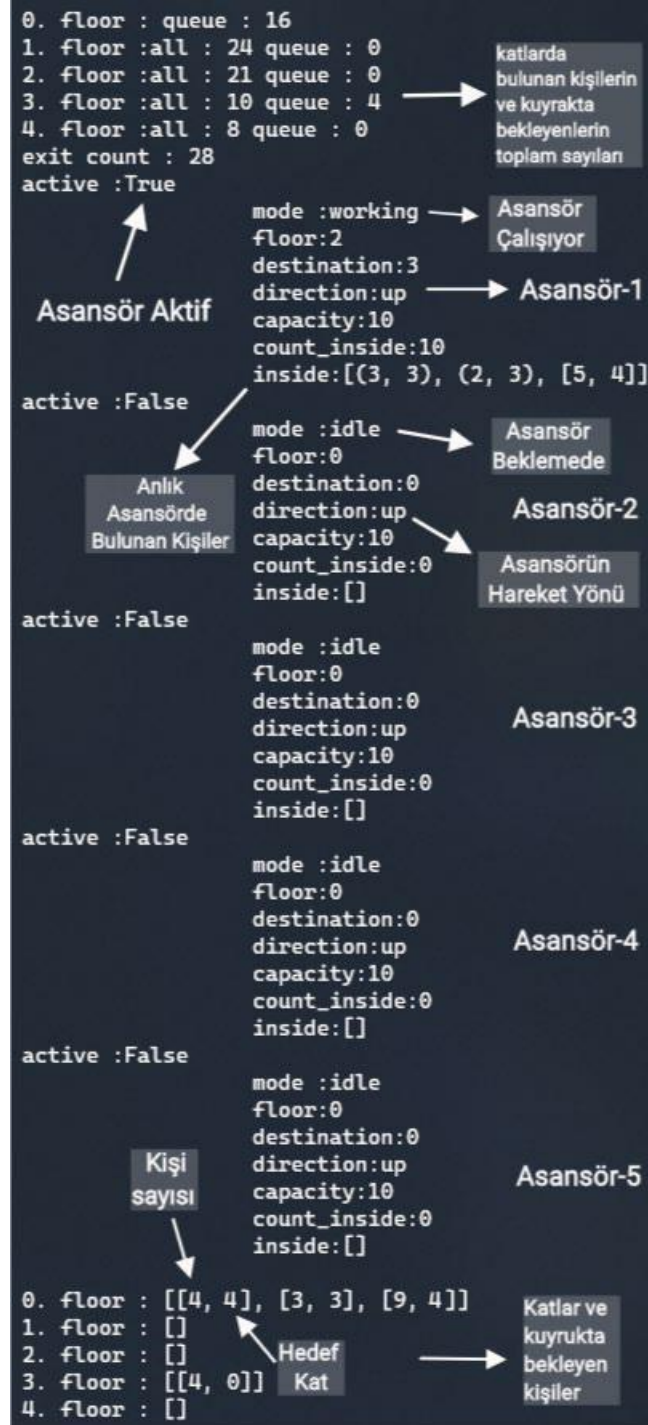 0. floor : queue : 16
1. floor :all : 24 queue : 0
2. floor :all : 21 queue : 0
3. floor :all : 10 queue : 4
4. floor :all : 8 queue : 0
katlarda
bulunan kişilerin
ve kuyrakta
bekleyenlerin
toplam sayıları
exit count : 28
active :True
Asansör Aktif
mode :working
floor:2
destination:3
direction:up
capacity:10
count_inside:10
inside:[(3, 3), (2, 3), [5, 4]]
Asansör
Çalışıyor
Asansör-1
active :False
Anlık
Asansörde
Bulunan Kişiler
mode :idle
floor:0
destination:0
direction:up
capacity:10
count_inside:0
inside:[]
Asansör
Beklemede
Asansör-2
Asansörün
Hareket Yönü
active :False
mode :idle
floor:0
destination:0
direction:up
capacity:10
count_inside:0
inside:[]
Asansör-3
active :False
mode :idle
floor:0
destination:0
direction:up
capacity:10
count_inside:0
inside:[]
Asansör-4
active :False
mode :idle
floor:0
destination:0
direction:up
capacity:10
count_inside:0
inside:[]
Asansör-5
Kişi
sayısı
0. floor : [[4, 4], [3, 3], [9, 4]]
1. floor : []
2. floor : []
3. floor : [[4, 0]]
4. floor : []
Hedef
Kat
Katlar ve
kuyrukta
bekleyen
kişiler